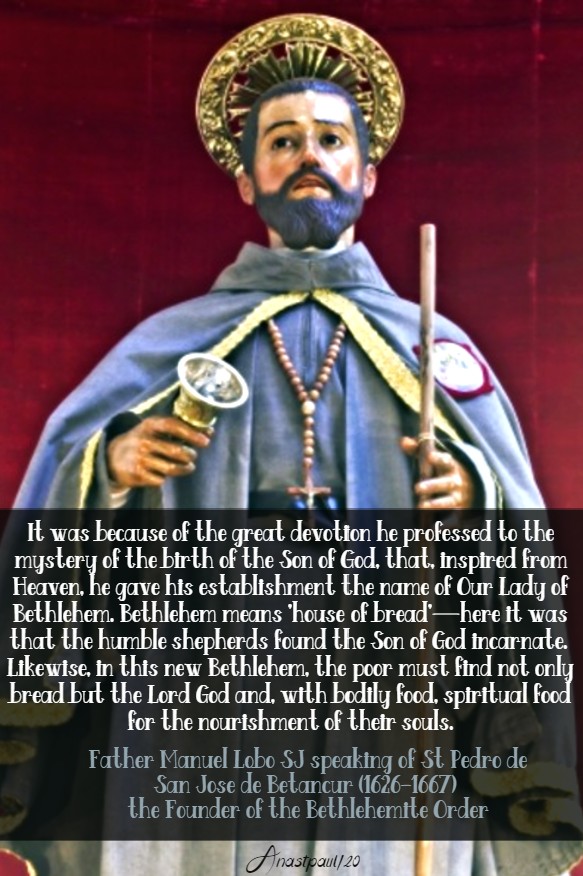 It was because of the great devotion he professed to the
mystery of the birth of the Son of God, that, inspired from
Heaven, he gave his establishment the name of Our Lady of
Bethlehem. Bethlehem means 'house of bread'—here it was
that the humble shepherds found the Son of God incarnate.
Likewise, in this new Bethlehem, the poor must find not only
bread but the Lord God and, with bodily food, spiritual food
for the nourishment of their souls.
Father Manuel Lobo SJ speaking of St Pedro de
San Jose de Betancur (1626-1667)
the Founder of the Bethlehemite Order
Anastpaul/20